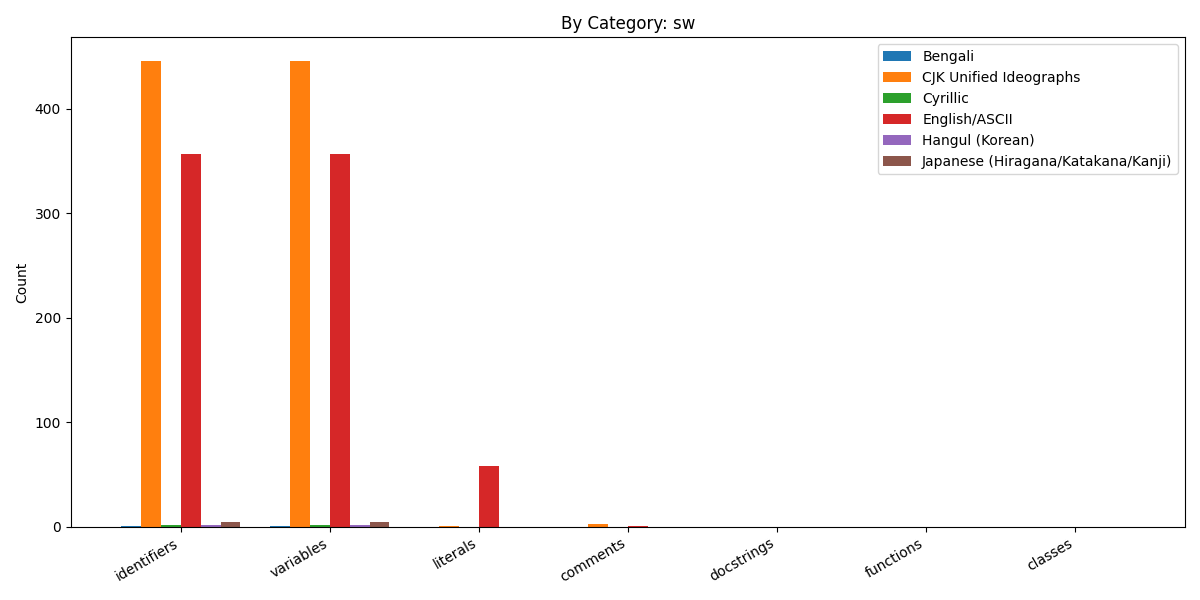 By Category: sw
Bengali
CJK Unified Ideographs
Cyrillic
English/ASCII
Hangul (Korean)
Japanese (Hiragana/Katakana/Kanji)
Count
400
300
200
100
0
identifiers
variables
literals
comments
docstrings
functions
classes